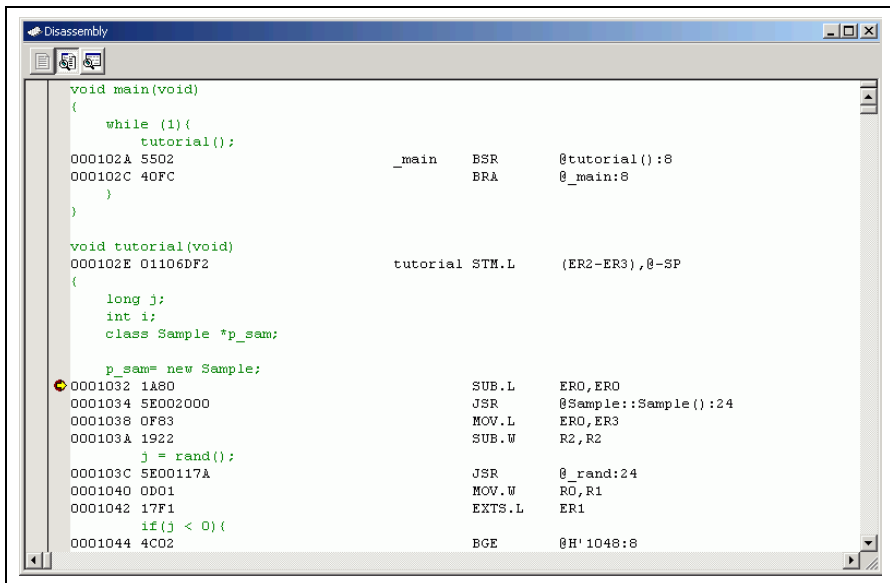 Disassembly
void main(void)
{
while (1){
tutorial();
000102A 5502 _main BSR @tutorial():8
000102C 40FC BRA @_main:8
}
}
void tutorial(void)
000102E 01106DF2 tutorial STM.L (ER2-ER3),@-SP
{
long j;
int i;
class Sample *p_sam;
p_sam= new Sample;
0001032 1A80 SUB.L ER0,ER0
0001034 5E002000 JSR @Sample::Sample():24
0001038 0F83 MOV.L ER0,ER3
000103A 1922 SUB.W R2,R2
j = rand();
000103C 5E00117A JSR @_rand:24
0001040 0D01 MOV.W R0,R1
0001042 17F1 EXTS.L ER1
if(j < 0){
0001044 4C02 BGE @H'1048:8